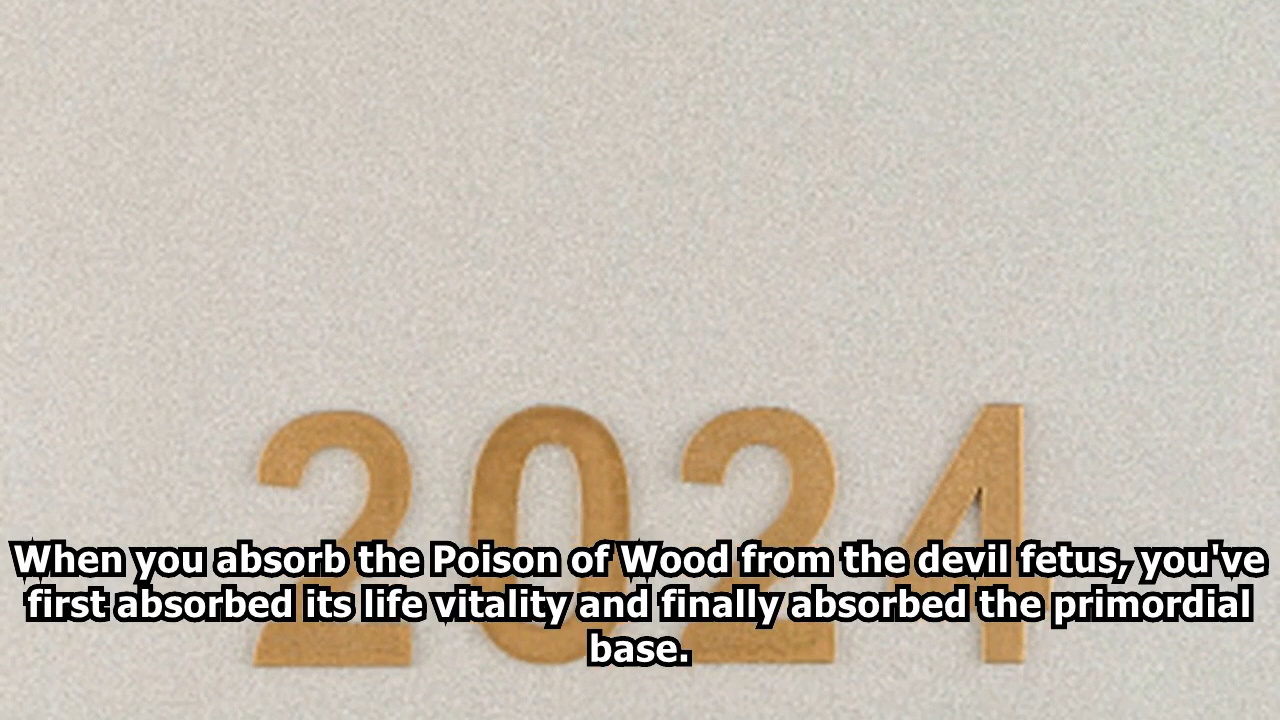 2024
When you absorb the Poison of Wood from the devil fetus, you've
first absorbed its life vitality and finally absorbed the primordial
base.